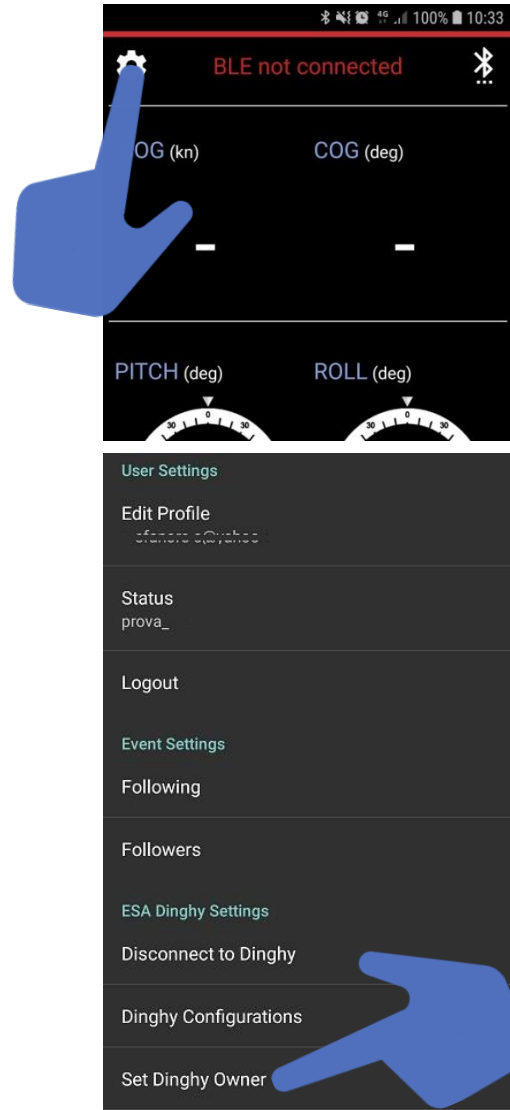 4G 100% 10:33
BLE not connected
OG (kn) COG (deg)
- -
PITCH (deg) ROLL (deg)
30 0 30 30 0 30
User Settings
Edit Profile
Status
prova_
Logout
Event Settings
Following
Followers
ESA Dinghy Settings
Disconnect to Dinghy
Dinghy Configurations
Set Dinghy Owner